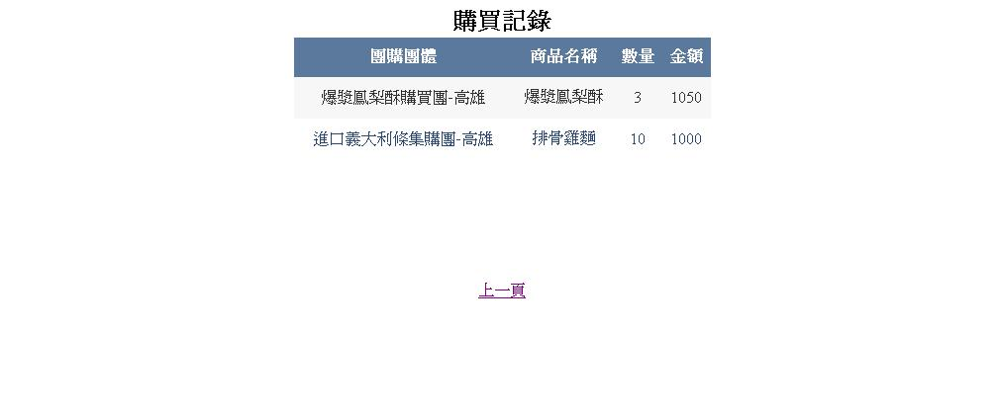 購買記錄
團購團體 商品名稱 數量 金額
爆漿鳳梨酥購買團-高雄 爆漿鳳梨酥 3 1050
進口義大利條集購團-高雄 排骨雞麵 10 1000
上一頁